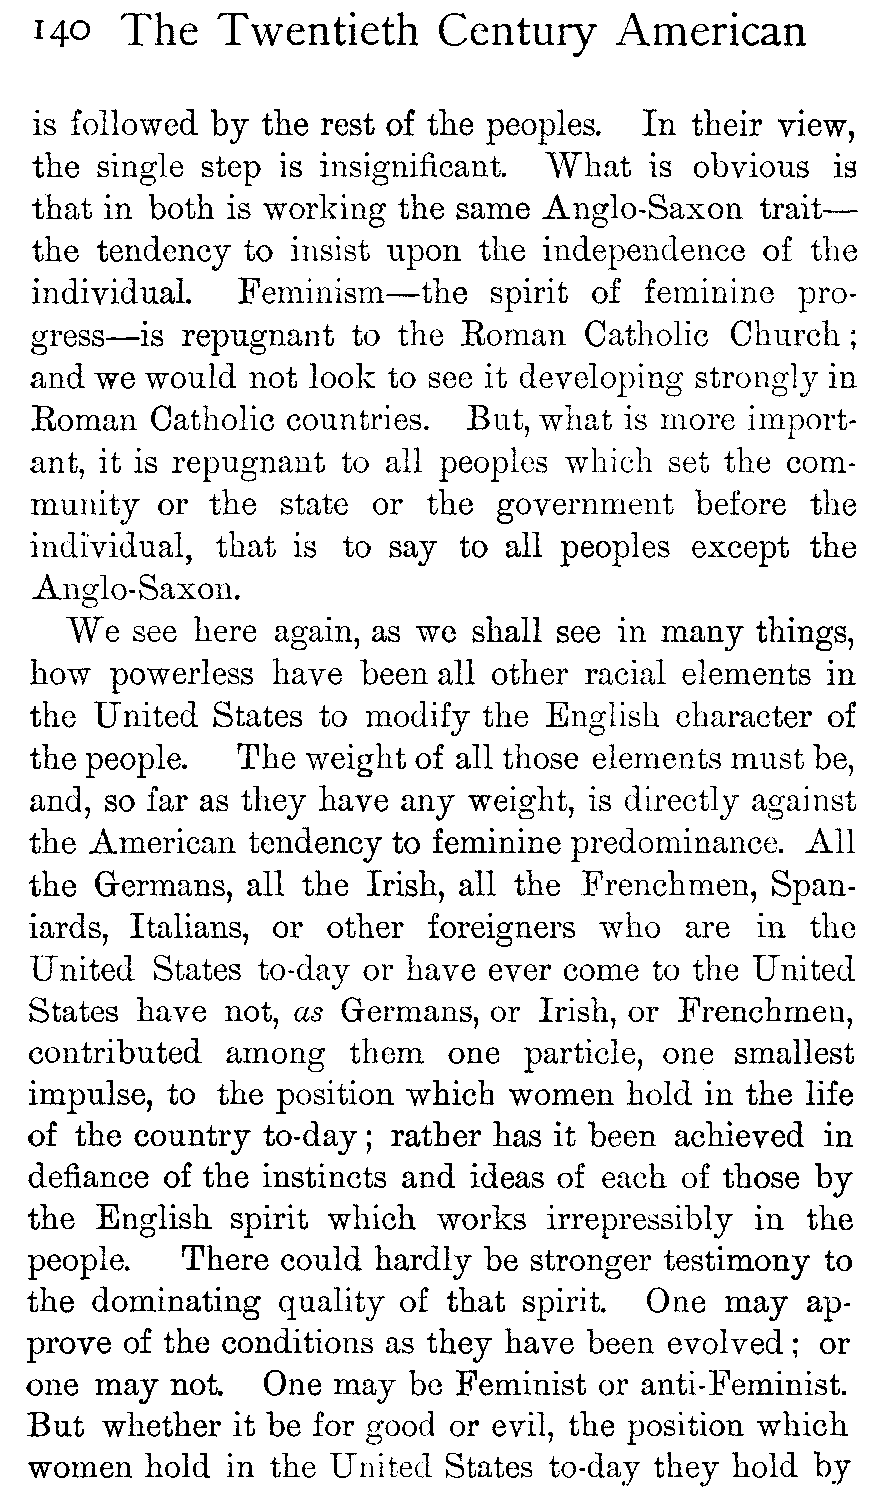 140 The Twentieth Century American
is followed by the rest of the peoples. In their view,
the single step is insignificant. What is obvious is
that in both is working the same Anglo-Saxon trait—
the tendency to insist upon the independence of the
individual. Feminism—the spirit of feminine pro-
gress—is repugnant to the Roman Catholic Church;
and we would not look to see it developing strongly in
Roman Catholic countries. But, what is more import-
ant, it is repugnant to all peoples which set the com-
munity or the state or the government before the
individual, that is to say to all peoples except the
Anglo-Saxon.
We see here again, as we shall see in many things,
how powerless have been all other racial elements in
the United States to modify the English character of
the people. The weight of all those elements must be,
and, so far as they have any weight, is directly against
the American tendency to feminine predominance. All
the Germans, all the Irish, all the Frenchmen, Span-
iards, Italians, or other foreigners who are in the
United States to-day or have ever come to the United
States have not, as Germans, or Irish, or Frenchmen,
contributed among them one particle, one smallest
impulse, to the position which women hold in the life
of the country to-day; rather has it been achieved in
defiance of the instincts and ideas of each of those by
the English spirit which works irrepressibly in the
people. There could hardly be stronger testimony to
the dominating quality of that spirit. One may ap-
prove of the conditions as they have been evolved; or
one may not. One may be Feminist or anti-Feminist.
But whether it be for good or evil, the position which
women hold in the United States to-day they hold by